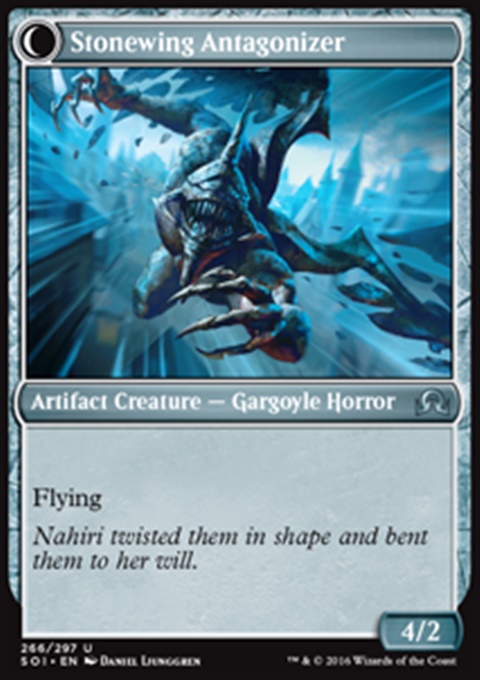 Stonewing Antagonizer
Artifact Creature — Gargoyle Horror
Flying
Nahiri twisted them in shape and bent
them to her will.
4/2
266/297 U
SOI • EN Daniel Ljunggren
™ & © 2016 Wizards of the Coast